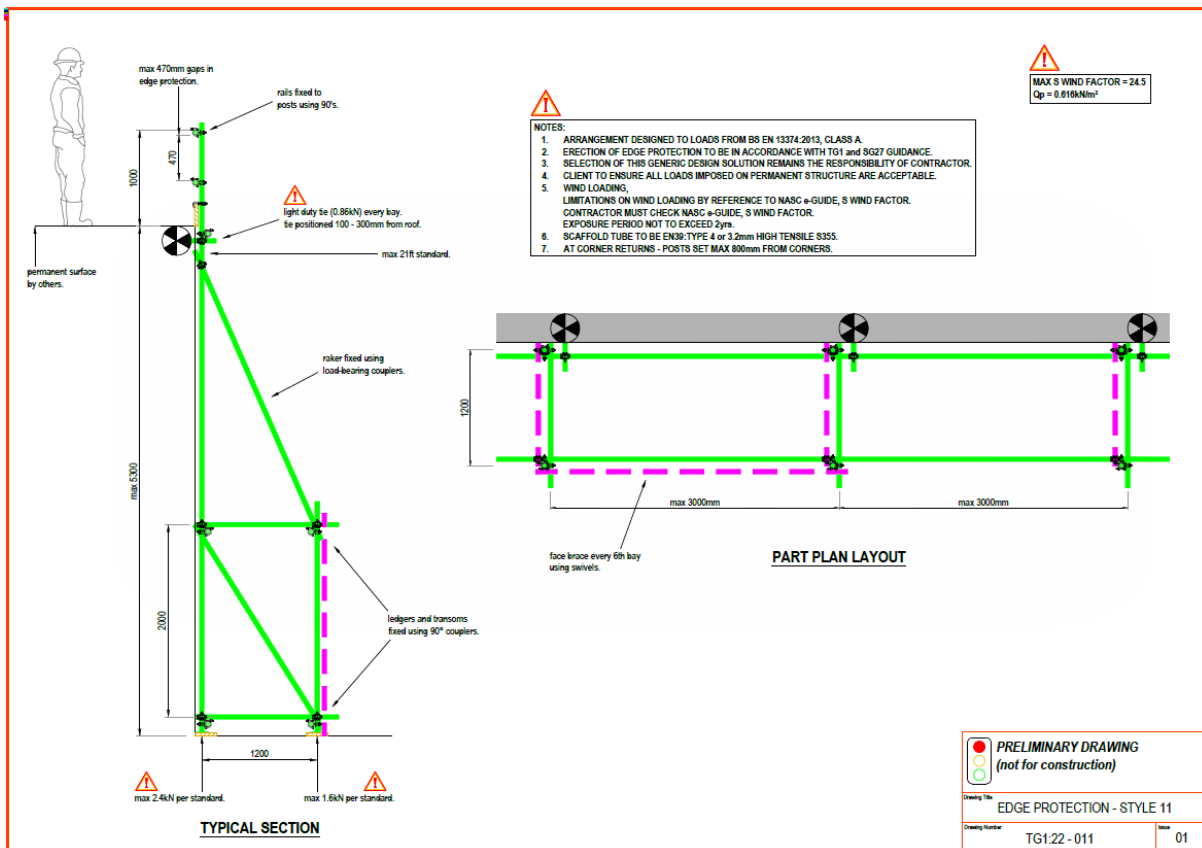 max 470mm gaps in
edge protection.
rails fixed to
posts using 90's.
1000
470
light duty tie (0.86kN) every bay.
tie positioned 100 - 300mm from roof.
max 21ft standard.
permanent surface
by others.
raker fixed using
load-bearing couplers.
max 5300
2000
ledgers and transoms
fixed using 90° couplers.
1200
max 2.4kN per standard.
max 1.6kN per standard.
TYPICAL SECTION
MAX S WIND FACTOR = 24.5
Qp = 0.616kN/m²
NOTES:
1. ARRANGEMENT DESIGNED TO LOADS FROM BS EN 13374:2013, CLASS A.
2. ERECTION OF EDGE PROTECTION TO BE IN ACCORDANCE WITH TG1 and SG27 GUIDANCE.
3. SELECTION OF THIS GENERIC DESIGN SOLUTION REMAINS THE RESPONSIBILITY OF CONTRACTOR.
4. CLIENT TO ENSURE ALL LOADS IMPOSED ON PERMANENT STRUCTURE ARE ACCEPTABLE.
5. WIND LOADING,
LIMITATIONS ON WIND LOADING BY REFERENCE TO NASC e-GUIDE, S WIND FACTOR.
CONTRACTOR MUST CHECK NASC e-GUIDE, S WIND FACTOR.
EXPOSURE PERIOD NOT TO EXCEED 2yrs.
6. SCAFFOLD TUBE TO BE EN39:TYPE 4 or 3.2mm HIGH TENSILE S355.
7. AT CORNER RETURNS - POSTS SET MAX 800mm FROM CORNERS.
1200
max 3000mm
max 3000mm
face brace every 6th bay
using swivels.
PART PLAN LAYOUT
PRELIMINARY DRAWING
(not for construction)
Drawing Title
EDGE PROTECTION - STYLE 11
Drawing Number
TG1:22 - 011
Issue
01